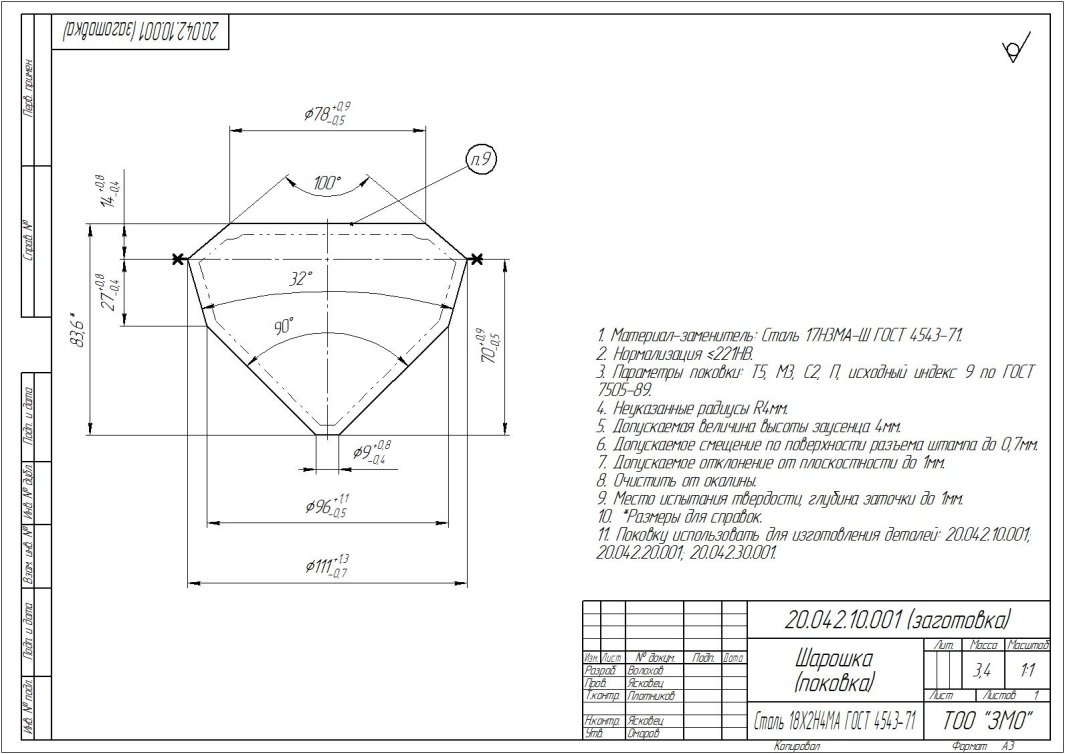 20.042.10.001 (заготовка)
Перв. примен.
Справ. №
Подп. и дата
Инв. № дубл.
Взам. инв. №
Подп. и дата
Инв. № подл.
⌀78 +0,9 -0,5
п.9
100°
14 +0,8 -0,4
32°
27 +0,8 -0,4
83,6*
90°
70 +0,9 -0,5
⌀9 +0,8 -0,4
⌀96 +1,1 -0,5
⌀111 +1,3 -0,7
1. Материал-заменитель: Сталь 17Н3МА-Ш ГОСТ 4543-71.
2. Нормализация ≤221НВ.
3. Параметры поковки: Т5, М3, С2, П, исходный индекс 9 по ГОСТ
7505-89.
4. Неуказанные радиусы R4мм.
5. Допускаемая величина высоты заусенца 4мм.
6. Допускаемое смещение по поверхности разъема штампа до 0,7мм.
7. Допускаемое отклонение от плоскостности до 1мм.
8. Очистить от окалины.
9. Место испытания твердости, глубина заточки до 1мм.
10. *Размеры для справок.
11. Поковку использовать для изготовления деталей: 20.042.10.001;
20.042.20.001; 20.042.30.001.
20.042.10.001 (заготовка)
Изм. Лист № докум. Подп. Дата
Разраб. Волохов
Пров. Ясковец
Т.контр. Плотников
Н.контр. Ясковец
Утв. Омаров
Шарошка
(поковка)
Лит. Масса Масштаб
3,4 1:1
Лист Листов 1
Сталь 18Х2Н4МА ГОСТ 4543-71
ТОО "ЗМО"
Копировал Формат А3